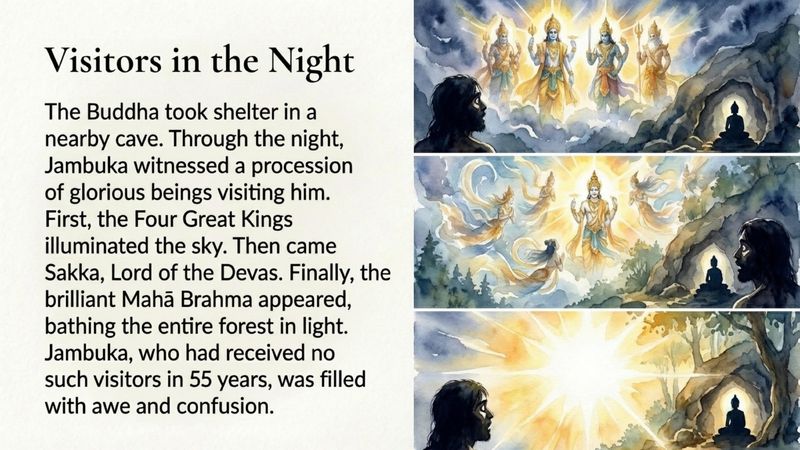 Visitors in the Night
The Buddha took shelter in a
nearby cave. Through the night,
Jambuka witnessed a procession
of glorious beings visiting him.
First, the Four Great Kings
illuminated the sky. Then came
Sakka, Lord of the Devas. Finally, the
brilliant Mahā Brahma appeared,
bathing the entire forest in light.
Jambuka, who had received no
such visitors in 55 years, was filled
with awe and confusion.